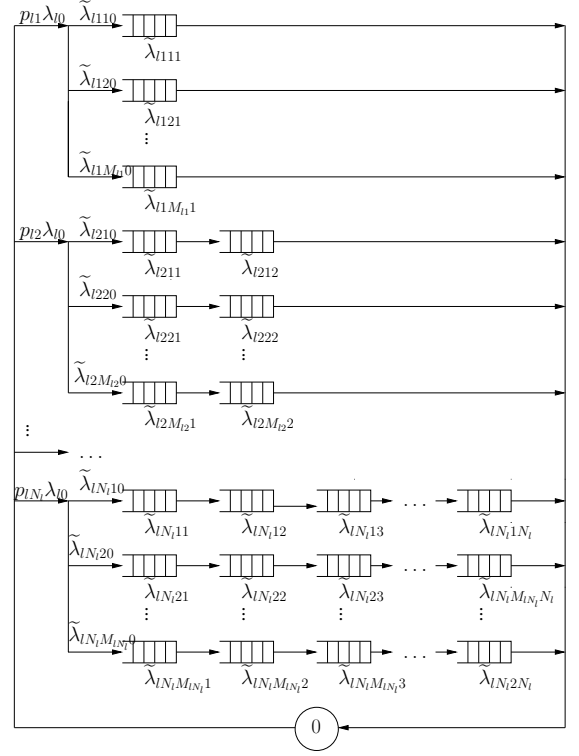 p_{l1}λ_{l0} λ̃_{l110}
λ̃_{l111}
λ̃_{l120}
λ̃_{l121}
⋮
λ̃_{l1M_{l1}0}
λ̃_{l1M_{l1}1}
p_{l2}λ_{l0} λ̃_{l210}
λ̃_{l211} λ̃_{l212}
λ̃_{l220}
λ̃_{l221} λ̃_{l222}
⋮ ⋮
λ̃_{l2M_{l2}0}
λ̃_{l2M_{l2}1} λ̃_{l2M_{l2}2}
⋮
...
p_{lN_l}λ_{l0} λ̃_{lN_l10}
...
λ̃_{lN_l11} λ̃_{lN_l12} λ̃_{lN_l13} λ̃_{lN_l1N_l}
λ̃_{lN_l20}
...
λ̃_{lN_l21} λ̃_{lN_l22} λ̃_{lN_l23} λ̃_{lN_lM_{lN_l}N_l}
⋮ ⋮ ⋮ ⋮
λ̃_{lN_lM_{lN_l}0}
...
λ̃_{lN_lM_{lN_l}1} λ̃_{lN_lM_{lN_l}2} λ̃_{lN_lM_{lN_l}3} λ̃_{lN_l2N_l}
0